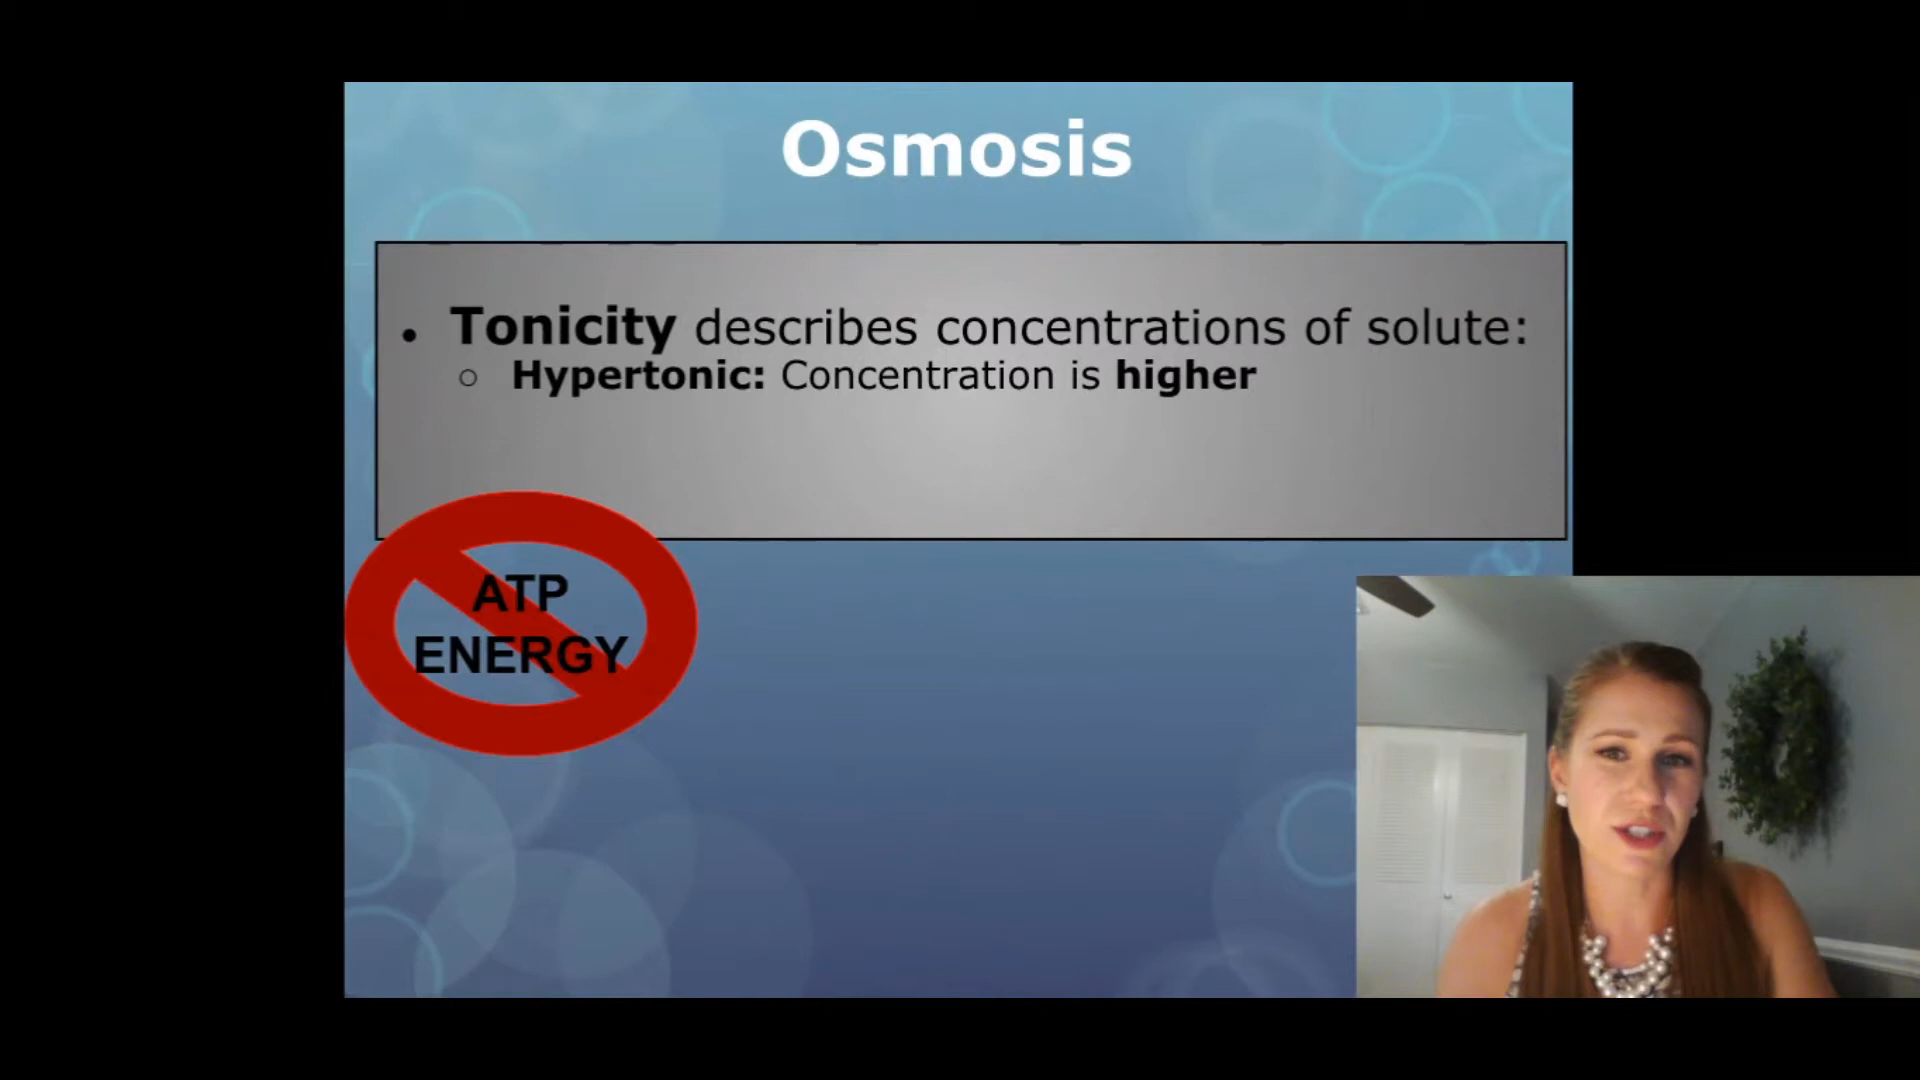 Osmosis
• Tonicity describes concentrations of solute:
○ Hypertonic: Concentration is higher
ATP
ENERGY